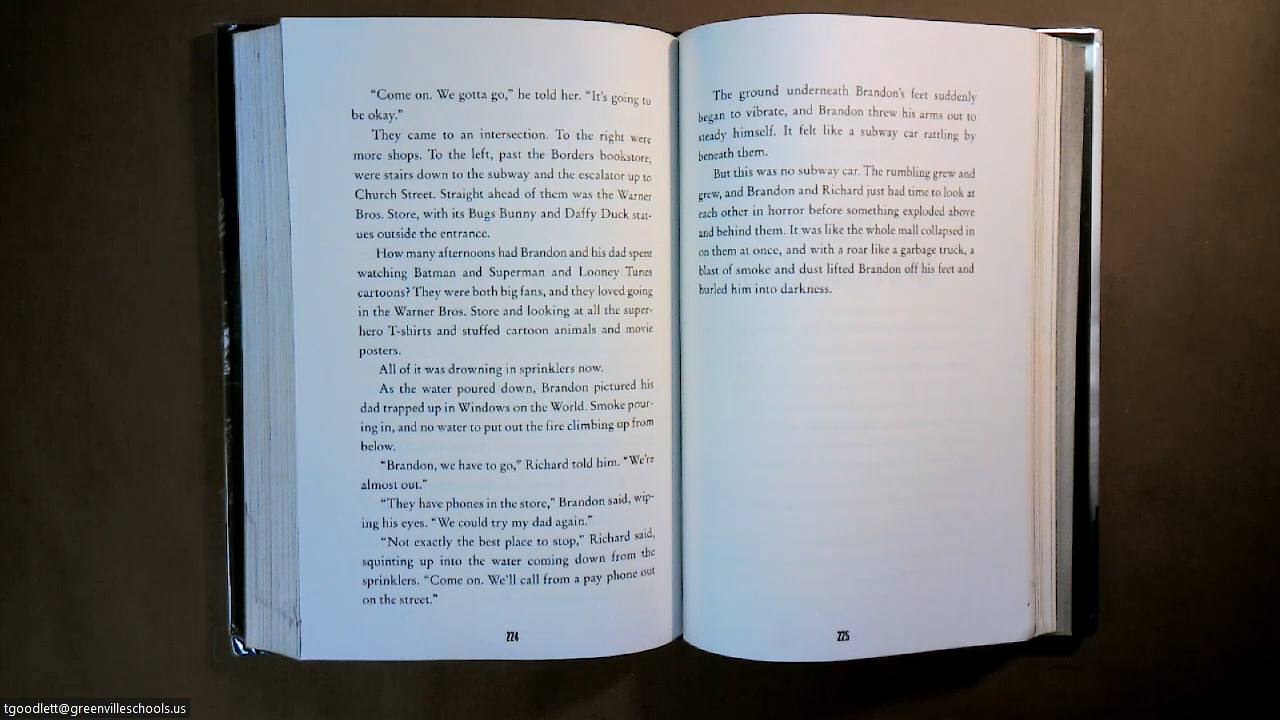 “Come on. We gotta go,” he told her. “It’s going to
be okay.”
They came to an intersection. To the right were
more shops. To the left, past the Borders bookstore,
were stairs down to the subway and the escalator up to
Church Street. Straight ahead of them was the Warner
Bros. Store, with its Bugs Bunny and Daffy Duck stat-
ues outside the entrance.
How many afternoons had Brandon and his dad spent
watching Batman and Superman and Looney Tunes
cartoons? They were both big fans, and they loved going
in the Warner Bros. Store and looking at all the super-
hero T-shirts and stuffed cartoon animals and movie
posters.
All of it was drowning in sprinklers now.
As the water poured down, Brandon pictured his
dad trapped up in Windows on the World. Smoke pour-
ing in, and no water to put out the fire climbing up from
below.
“Brandon, we have to go,” Richard told him. “We’re
almost out.”
“They have phones in the store,” Brandon said, wip-
ing his eyes. “We could try my dad again.”
“Not exactly the best place to stop,” Richard said,
squinting up into the water coming down from the
sprinklers. “Come on. We’ll call from a pay phone out
on the street.”
224
The ground underneath Brandon’s feet suddenly
began to vibrate, and Brandon threw his arms out to
steady himself. It felt like a subway car rattling by
beneath them.
But this was no subway car. The rumbling grew and
grew, and Brandon and Richard just had time to look at
each other in horror before something exploded above
and behind them. It was like the whole mall collapsed in
on them at once, and with a roar like a garbage truck, a
blast of smoke and dust lifted Brandon off his feet and
hurled him into darkness.
225
tgoodlett@greenvilleschools.us